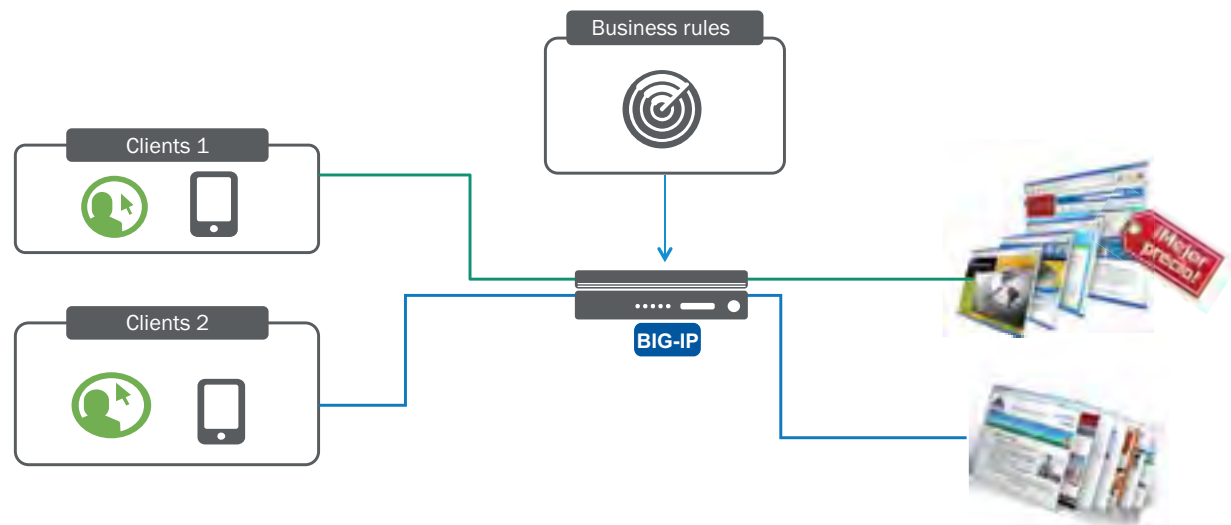 Business rules
Clients 1
¡Mejor
precio!
Clients 2
BIG-IP